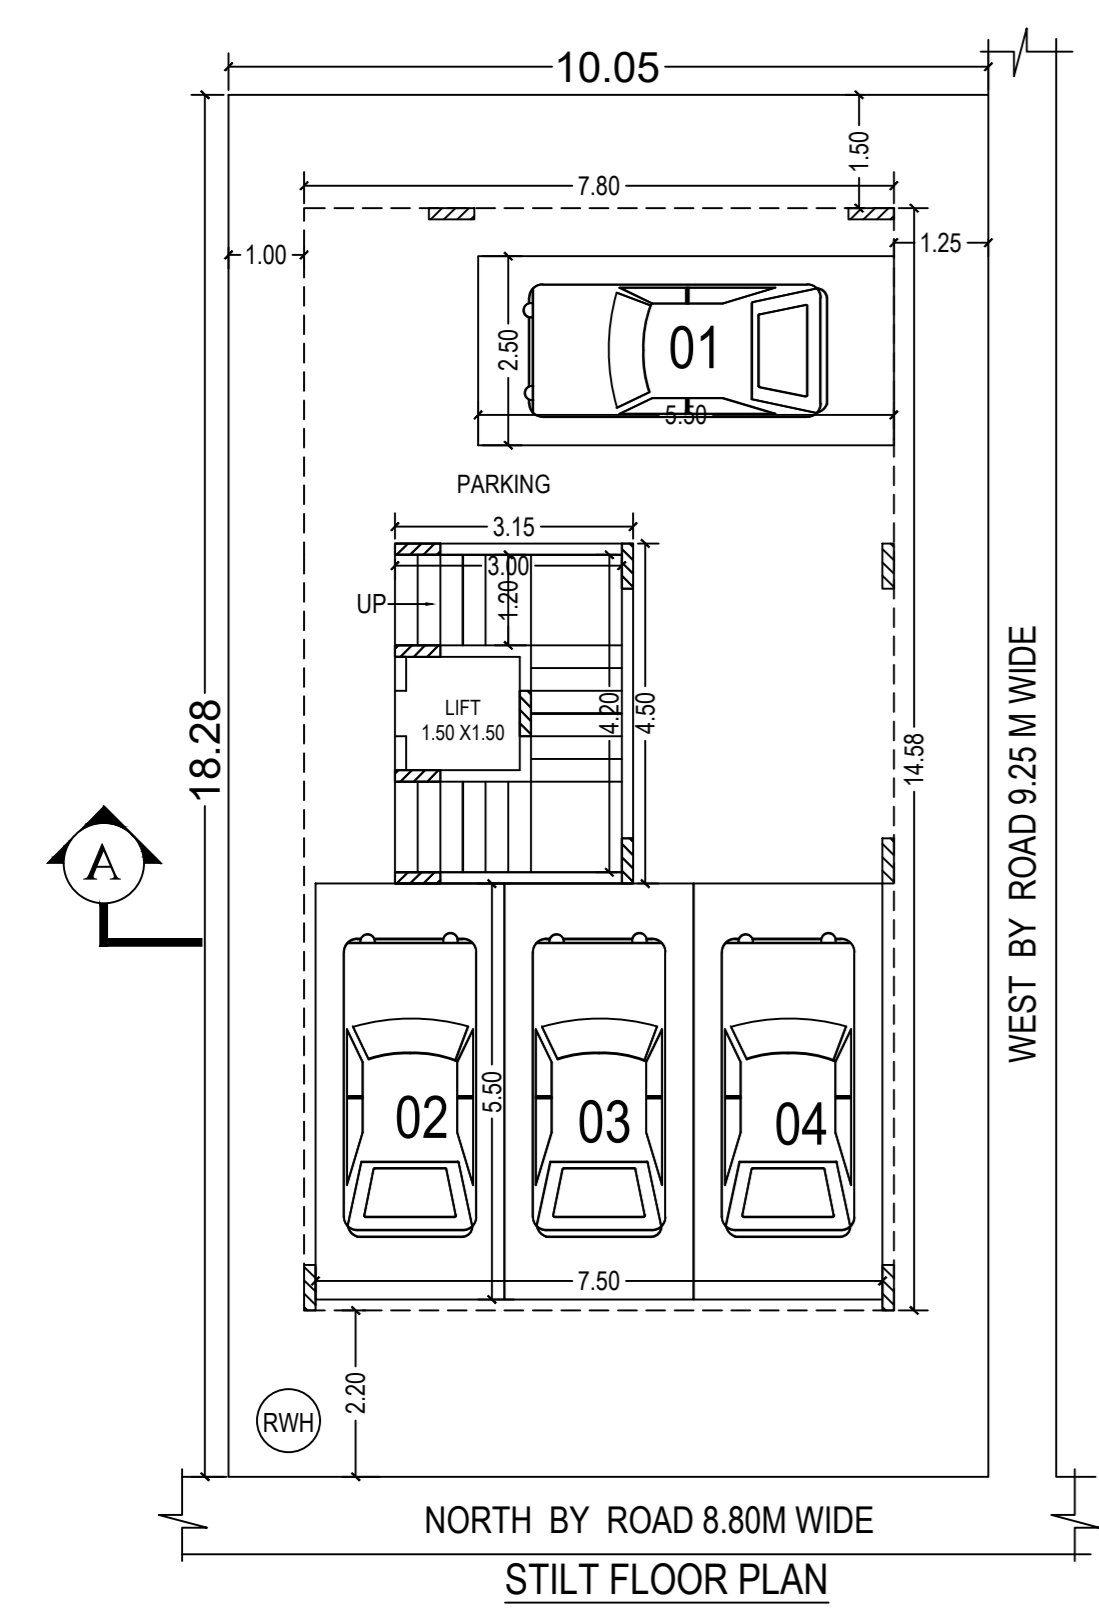 10.05
1.50
7.80
1.00
1.25
01
2.50
5.50
PARKING
3.15
3.00
1.20
UP
LIFT
1.50 X1.50
4.20
4.50
18.28
14.58
WEST BY ROAD 9.25 M WIDE
A
02
03
04
5.50
7.50
2.20
RWH
NORTH BY ROAD 8.80M WIDE
STILT FLOOR PLAN